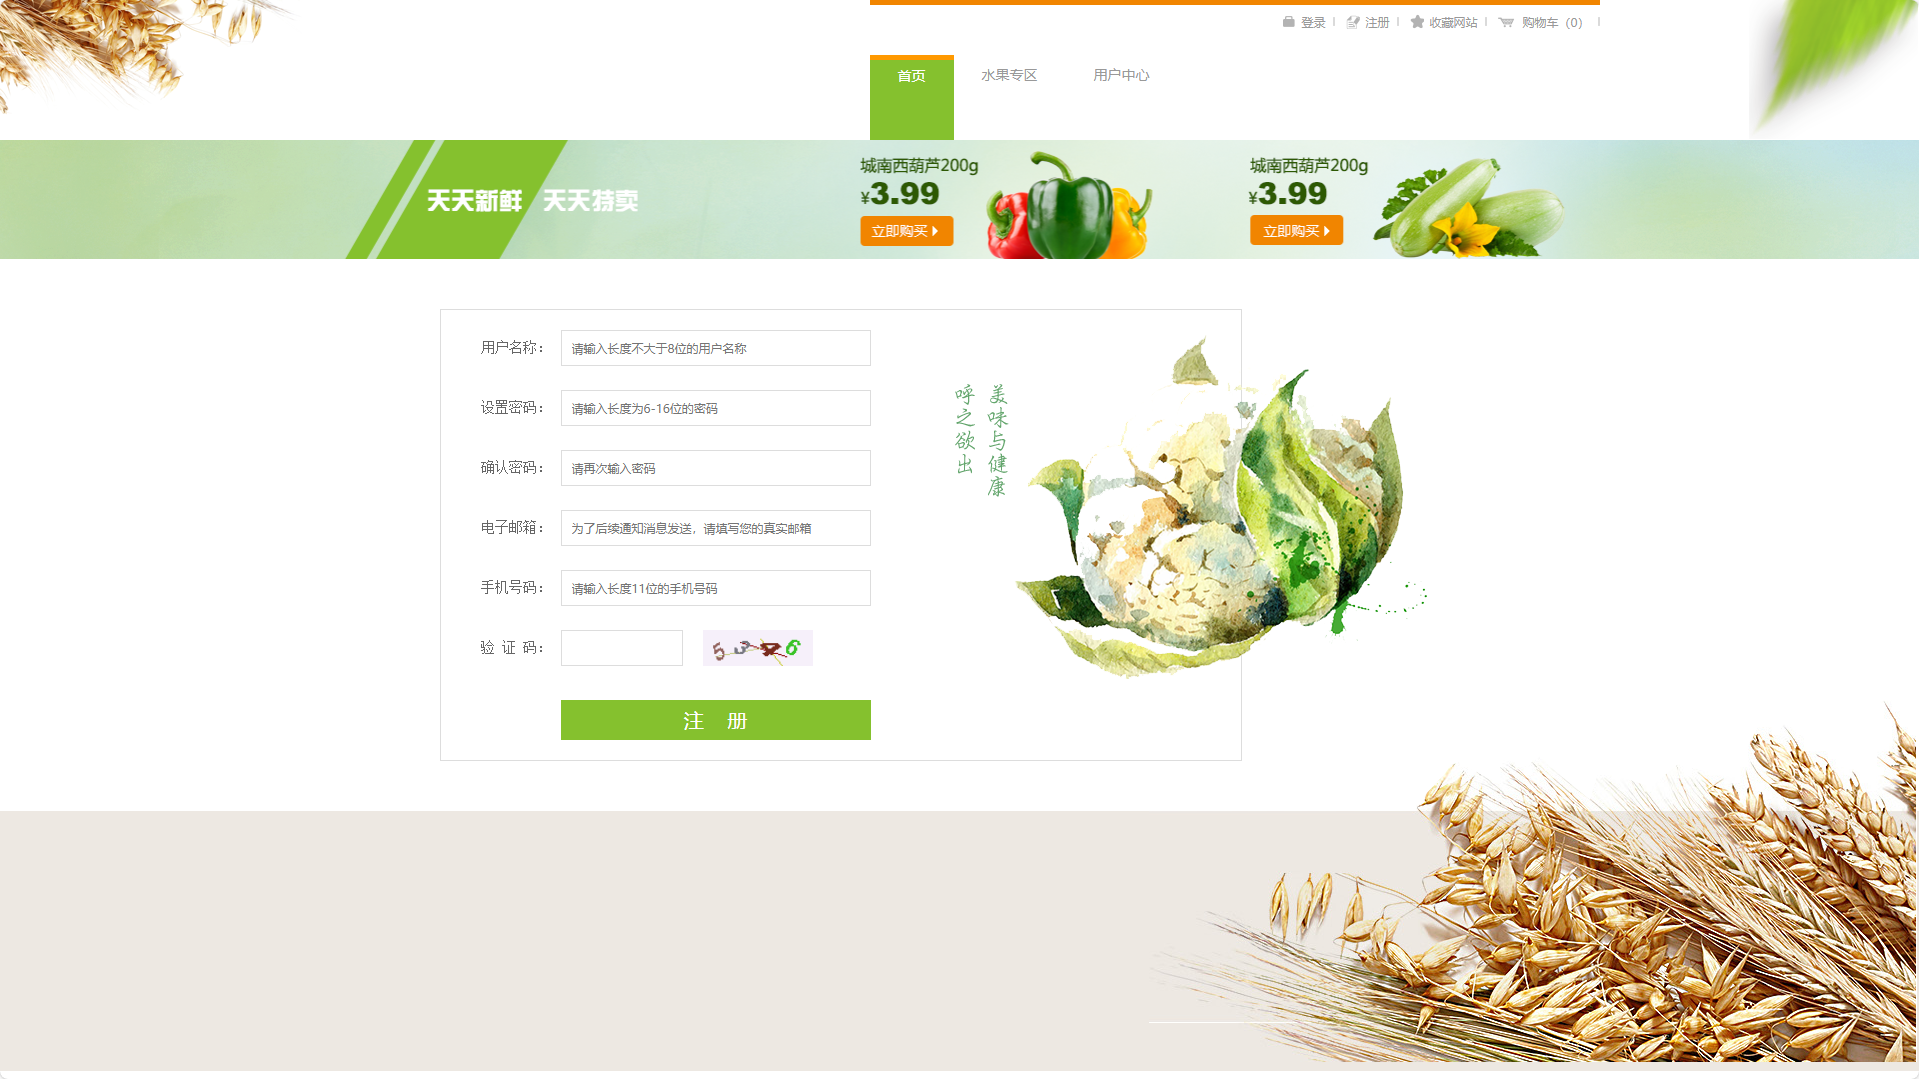 登录
注册
收藏网站
购物车（0）
首页
水果专区
用户中心
天天新鲜 天天特卖
城南西葫芦200g
¥3.99
立即购买
城南西葫芦200g
¥3.99
立即购买
用户名称：
请输入长度不大于8位的用户名称
设置密码：
请输入长度为6-16位的密码
确认密码：
请再次输入密码
电子邮箱：
为了后续通知消息发送，请填写您的真实邮箱
手机号码：
请输入长度11位的手机号码
验 证 码：
5346
注 册
美味与健康
呼之欲出